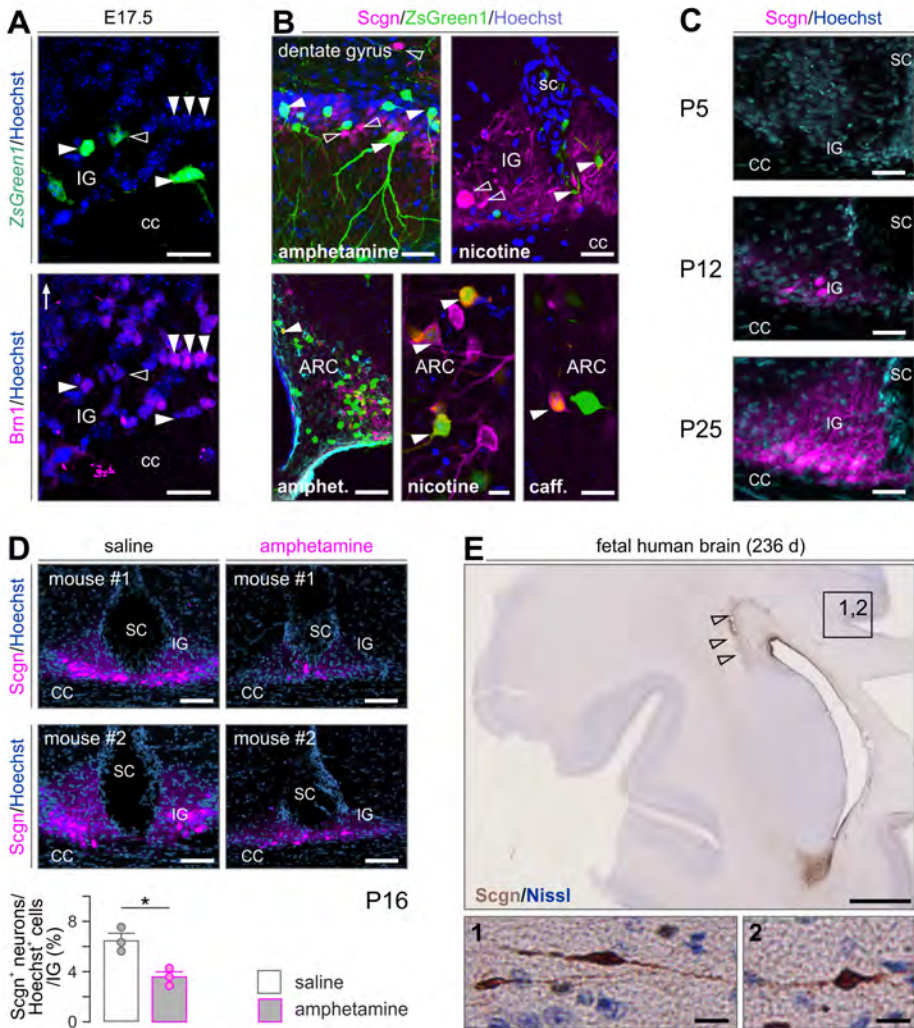 A
E17.5
ZsGreen1/Hoechst
IG
cc
Brn1/Hoechst
IG
cc
B
Scgn/ZsGreen1/Hoechst
dentate gyrus
amphetamine
sc
IG
nicotine
cc
ARC
amphet.
ARC
nicotine
ARC
caff.
C
Scgn/Hoechst
P5
SC
IG
CC
P12
SC
IG
CC
P25
IG
CC
D
saline
amphetamine
Scgn/Hoechst
mouse #1
SC
IG
CC
mouse #1
SC
IG
CC
Scgn/Hoechst
mouse #2
SC
IG
CC
mouse #2
SC
IG
CC
Scgn+ neurons/
Hoechst+ cells
/IG (%)
8
4
0
*
P16
saline
amphetamine
E
fetal human brain (236 d)
1,2
Scgn/Nissl
1
2